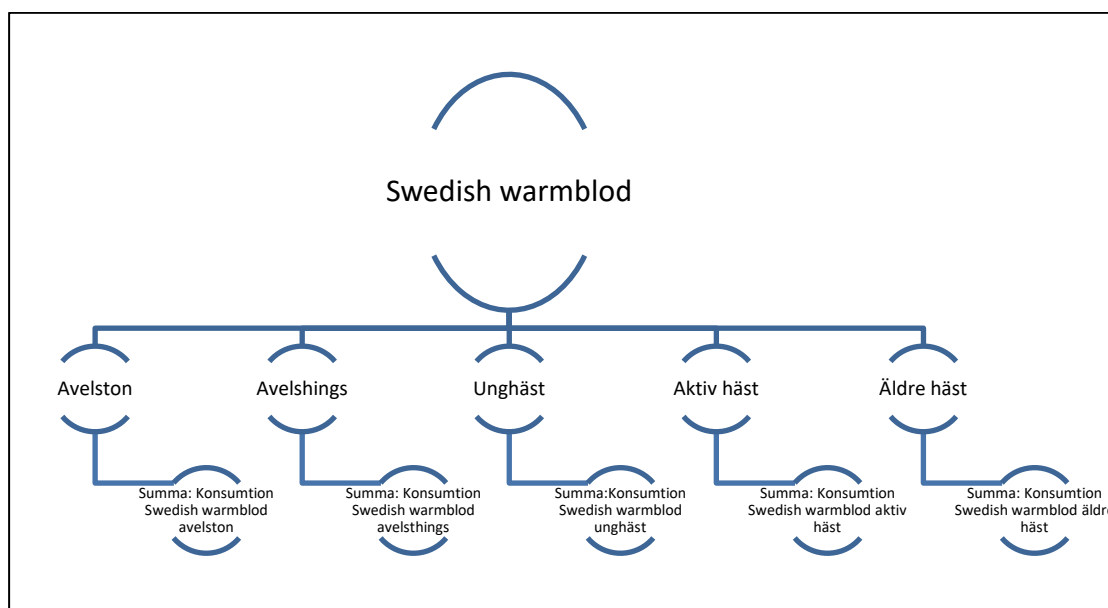 Swedish warmblod
Avelston
Avelshings
Unghäst
Aktiv häst
Äldre häst
Summa: Konsumtion
Swedish warmblod
avelston
Summa: Konsumtion
Swedish warmblod
avelsthings
Summa:Konsumtion
Swedish warmblod
unghäst
Summa: Konsumtion
Swedish warmblod aktiv
häst
Summa: Konsumtion
Swedish warmblod äldre
häst